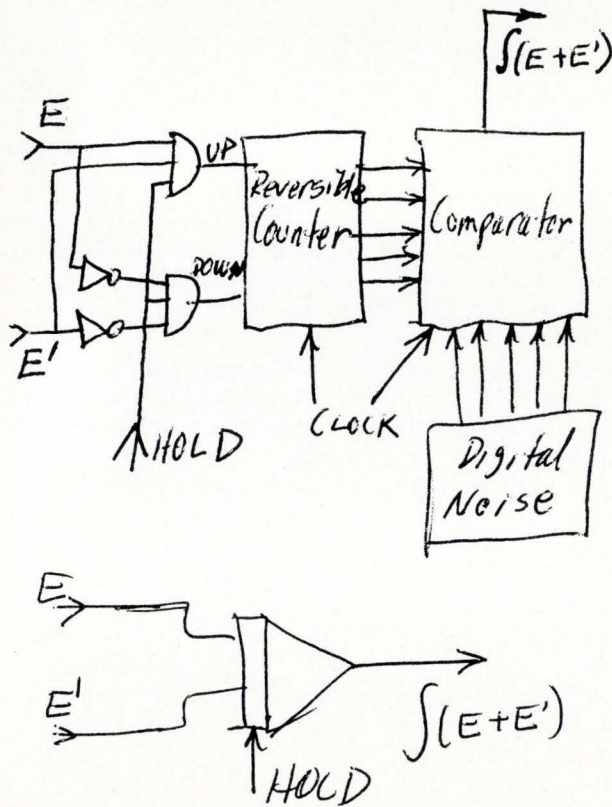 ∫(E+E')
E
UP
Reversible
Counter
Comparator
DOWN
E'
CLOCK
HOLD
Digital
Noise
E
E'
∫(E+E')
HOLD